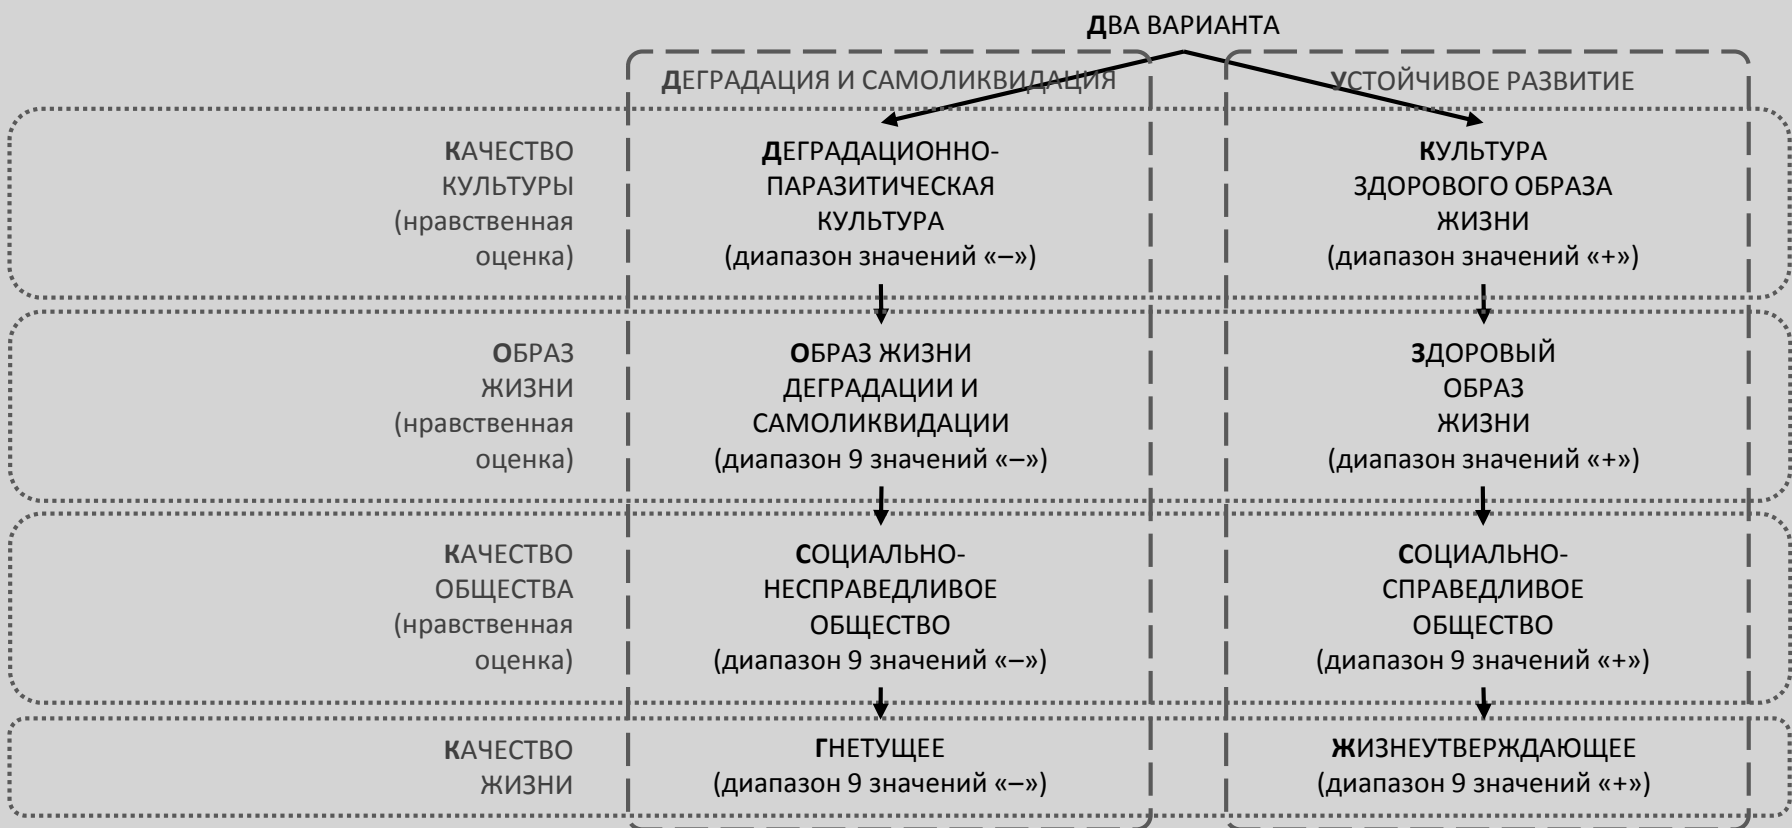 ДВА ВАРИАНТА
ДЕГРАДАЦИЯ И САМОЛИКВИДАЦИЯ
УСТОЙЧИВОЕ РАЗВИТИЕ
КАЧЕСТВО
КУЛЬТУРЫ
(нравственная
оценка)
ДЕГРАДАЦИОННО-
ПАРАЗИТИЧЕСКАЯ
КУЛЬТУРА
(диапазон значений «–»)
КУЛЬТУРА
ЗДОРОВОГО ОБРАЗА
ЖИЗНИ
(диапазон значений «+»)
ОБРАЗ
ЖИЗНИ
(нравственная
оценка)
ОБРАЗ ЖИЗНИ
ДЕГРАДАЦИИ И
САМОЛИКВИДАЦИИ
(диапазон 9 значений «–»)
ЗДОРОВЫЙ
ОБРАЗ
ЖИЗНИ
(диапазон значений «+»)
КАЧЕСТВО
ОБЩЕСТВА
(нравственная
оценка)
СОЦИАЛЬНО-
НЕСПРАВЕДЛИВОЕ
ОБЩЕСТВО
(диапазон 9 значений «–»)
СОЦИАЛЬНО-
СПРАВЕДЛИВОЕ
ОБЩЕСТВО
(диапазон 9 значений «+»)
КАЧЕСТВО
ЖИЗНИ
ГНЕТУЩЕЕ
(диапазон 9 значений «–»)
ЖИЗНЕУТВЕРЖДАЮЩЕЕ
(диапазон 9 значений «+»)